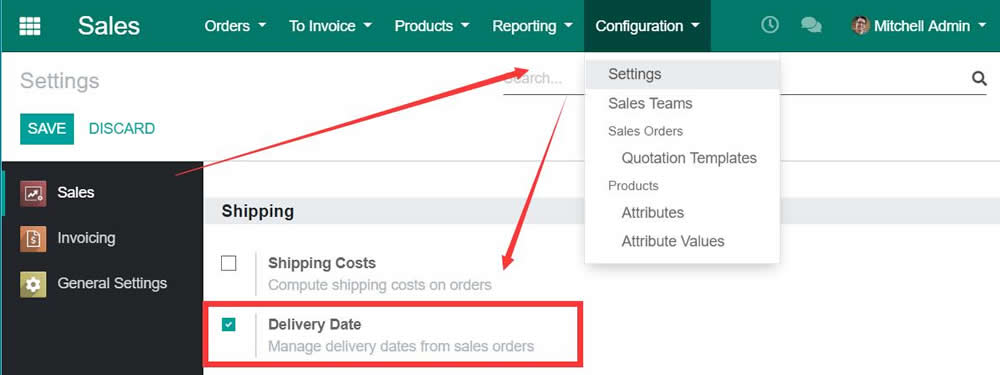 Sales
Orders
To Invoice
Products
Reporting
Configuration
Mitchell Admin
Settings
Search...
SAVE
DISCARD
Settings
Sales Teams
Sales Orders
Quotation Templates
Products
Attributes
Attribute Values
Sales
Invoicing
General Settings
Shipping
Shipping Costs
Compute shipping costs on orders
Delivery Date
Manage delivery dates from sales orders